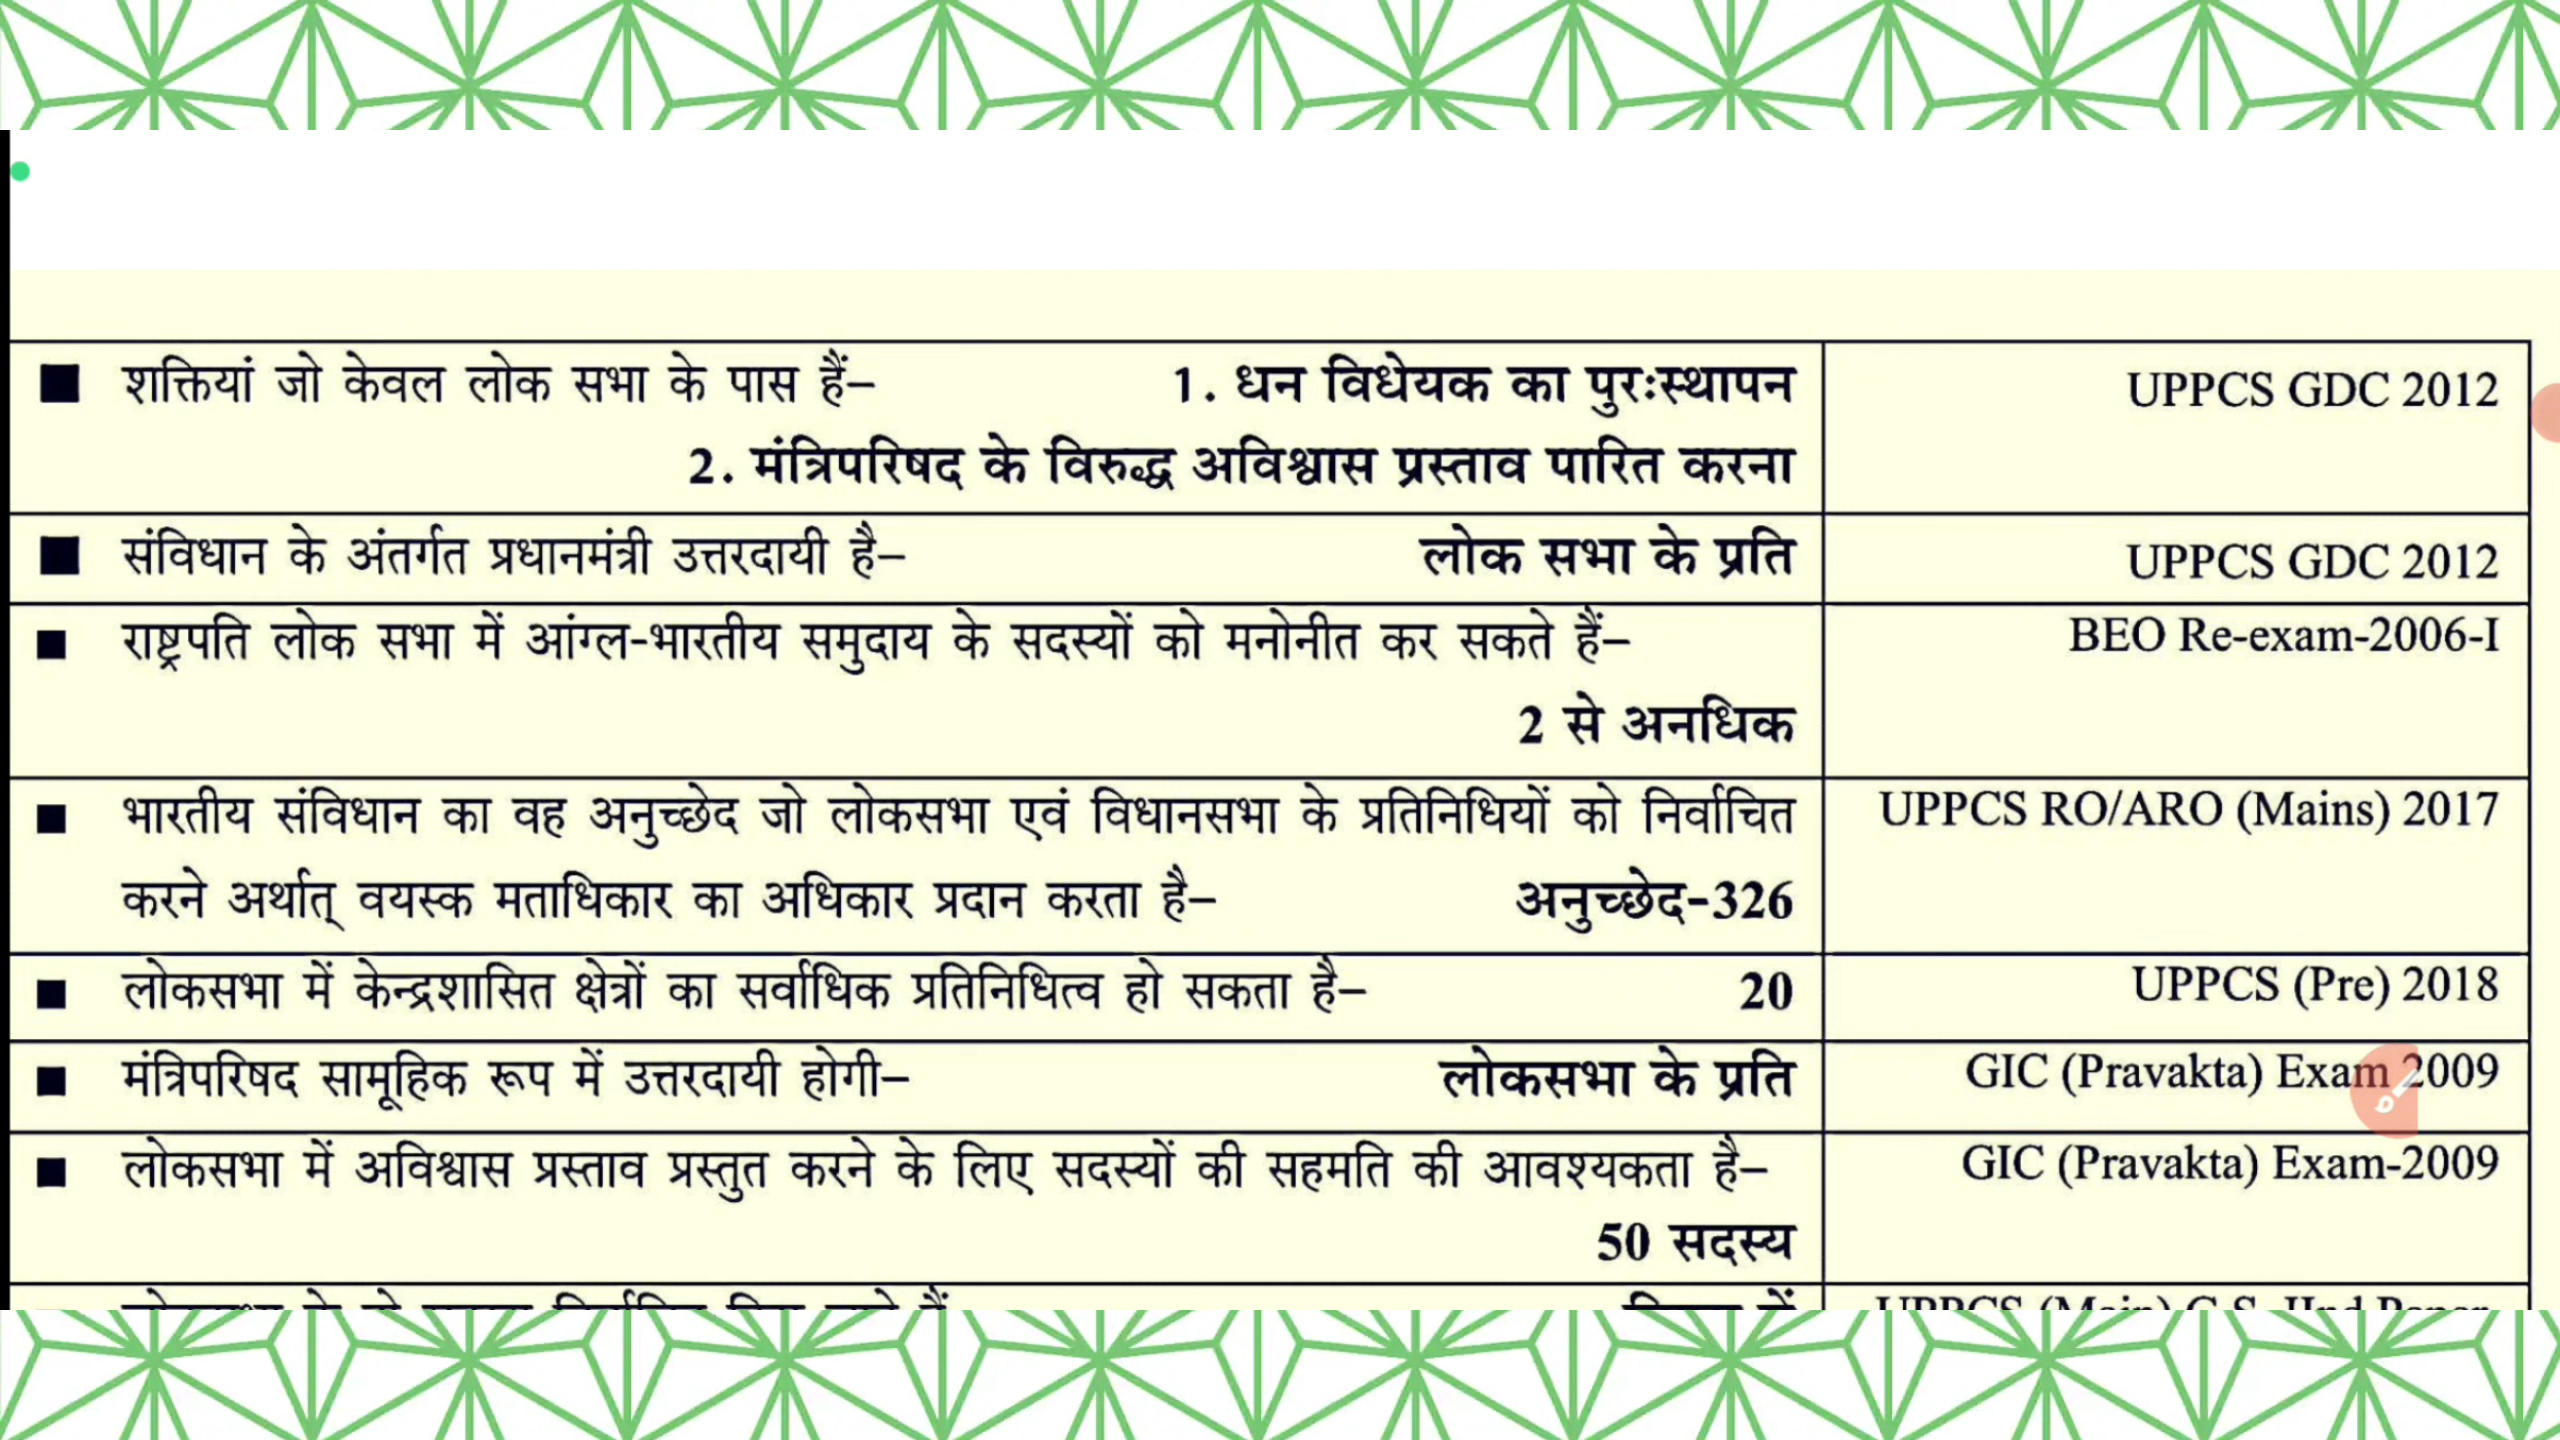 ■ शक्तियां जो केवल लोक सभा के पास हैं– 1. धन विधेयक का पुरःस्थापन UPPCS GDC 2012
2. मंत्रिपरिषद के विरुद्ध अविश्वास प्रस्ताव पारित करना
■ संविधान के अंतर्गत प्रधानमंत्री उत्तरदायी है– लोक सभा के प्रति UPPCS GDC 2012
■ राष्ट्रपति लोक सभा में आंग्ल-भारतीय समुदाय के सदस्यों को मनोनीत कर सकते हैं– BEO Re-exam-2006-I
2 से अनधिक
■ भारतीय संविधान का वह अनुच्छेद जो लोकसभा एवं विधानसभा के प्रतिनिधियों को निर्वाचित UPPCS RO/ARO (Mains) 2017
करने अर्थात् वयस्क मताधिकार का अधिकार प्रदान करता है– अनुच्छेद-326
■ लोकसभा में केन्द्रशासित क्षेत्रों का सर्वाधिक प्रतिनिधित्व हो सकता है– 20 UPPCS (Pre) 2018
■ मंत्रिपरिषद सामूहिक रूप में उत्तरदायी होगी– लोकसभा के प्रति GIC (Pravakta) Exam 2009
■ लोकसभा में अविश्वास प्रस्ताव प्रस्तुत करने के लिए सदस्यों की सहमति की आवश्यकता है– GIC (Pravakta) Exam-2009
50 सदस्य